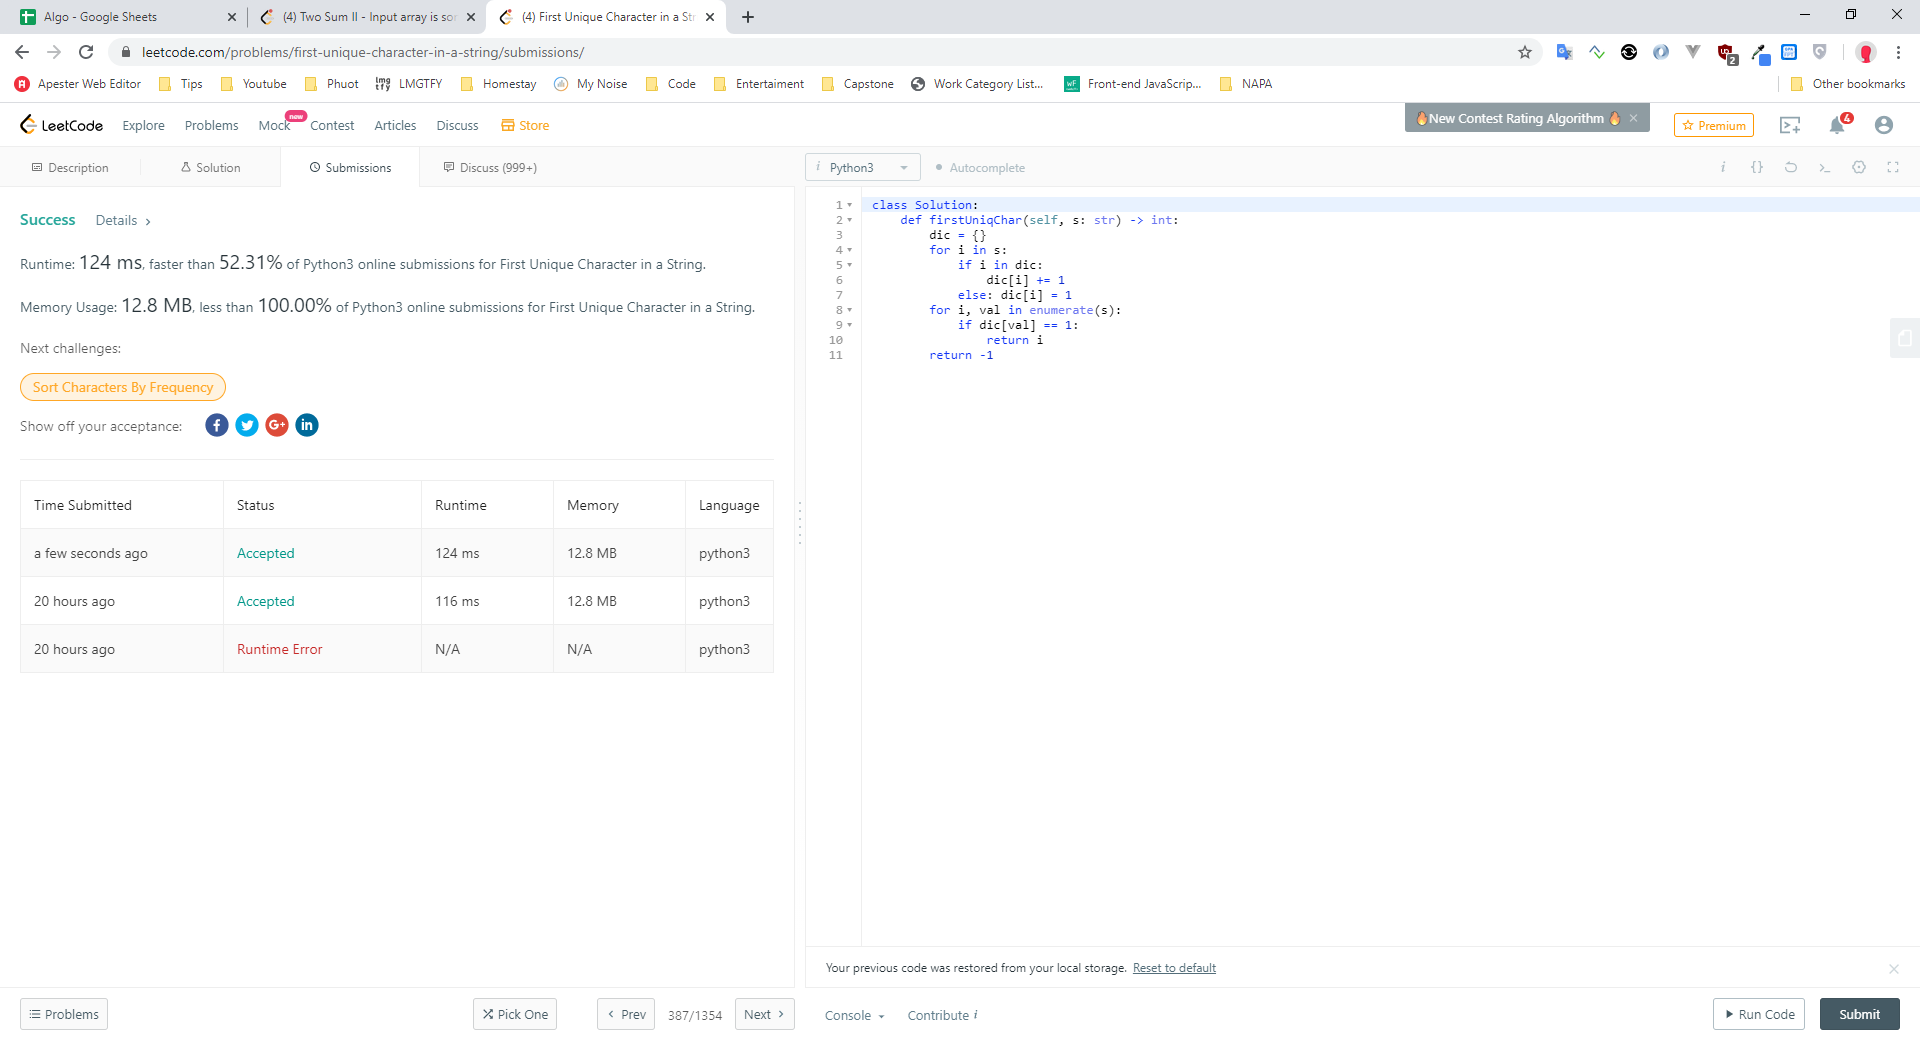 Algo - Google Sheets
(4) Two Sum II - Input array is sor
(4) First Unique Character in a Str
leetcode.com/problems/first-unique-character-in-a-string/submissions/
2
Apester Web Editor
Tips
Youtube
Phuot
LMGTFY
Homestay
My Noise
Code
Entertaiment
Capstone
Work Category List...
Front-end JavaScrip...
NAPA
Other bookmarks
LeetCode
Explore
Problems
Mock
new
Contest
Articles
Discuss
Store
New Contest Rating Algorithm
Premium
4
Description
Solution
Submissions
Discuss (999+)
i Python3
Autocomplete
Success
Details
Runtime: 124 ms, faster than 52.31% of Python3 online submissions for First Unique Character in a String.
Memory Usage: 12.8 MB, less than 100.00% of Python3 online submissions for First Unique Character in a String.
Next challenges:
Sort Characters By Frequency
Show off your acceptance:
Time Submitted Status Runtime Memory Language
a few seconds ago Accepted 124 ms 12.8 MB python3
20 hours ago Accepted 116 ms 12.8 MB python3
20 hours ago Runtime Error N/A N/A python3
1 class Solution:
2     def firstUniqChar(self, s: str) -> int:
3         dic = {}
4         for i in s:
5             if i in dic:
6                 dic[i] += 1
7             else: dic[i] = 1
8         for i, val in enumerate(s):
9             if dic[val] == 1:
10                 return i
11         return -1
Your previous code was restored from your local storage. Reset to default
Problems
Pick One
Prev
387/1354
Next
Console
Contribute i
Run Code
Submit